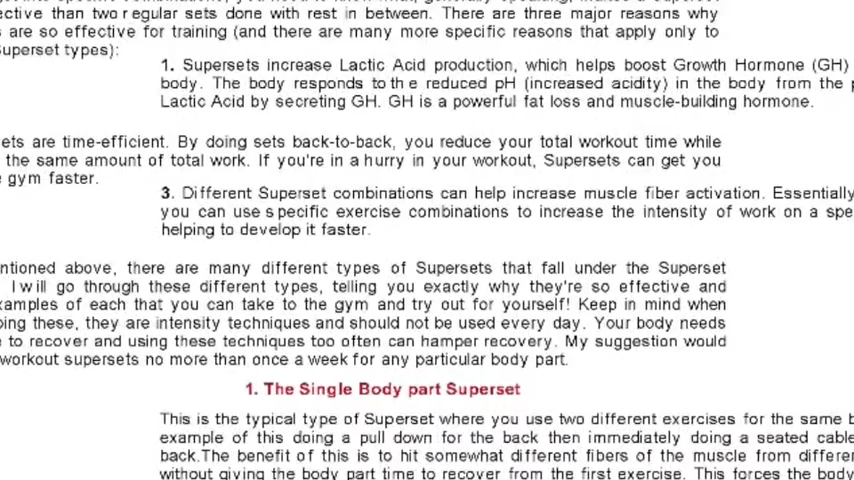 ective than two regular sets done with rest in between. There are three major reasons why
are so effective for training (and there are many more specific reasons that apply only to
Superset types):
1. Supersets increase Lactic Acid production, which helps boost Growth Hormone (GH)
body. The body responds to the reduced pH (increased acidity) in the body from the
Lactic Acid by secreting GH. GH is a powerful fat loss and muscle-building hormone.
ets are time-efficient. By doing sets back-to-back, you reduce your total workout time while
the same amount of total work. If you're in a hurry in your workout, Supersets can get you
gym faster.
3. Different Superset combinations can help increase muscle fiber activation. Essentially
you can use specific exercise combinations to increase the intensity of work on a spe
helping to develop it faster.
ntioned above, there are many different types of Supersets that fall under the Superset
I will go through these different types, telling you exactly why they're so effective and
xamples of each that you can take to the gym and try out for yourself! Keep in mind when
oing these, they are intensity techniques and should not be used every day. Your body needs
to recover and using these techniques too often can hamper recovery. My suggestion would
workout supersets no more than once a week for any particular body part.
1. The Single Body part Superset
This is the typical type of Superset where you use two different exercises for the same b
example of this doing a pull down for the back then immediately doing a seated cable
back.The benefit of this is to hit somewhat different fibers of the muscle from differen
without giving the body part time to recover from the first exercise. This forces the body